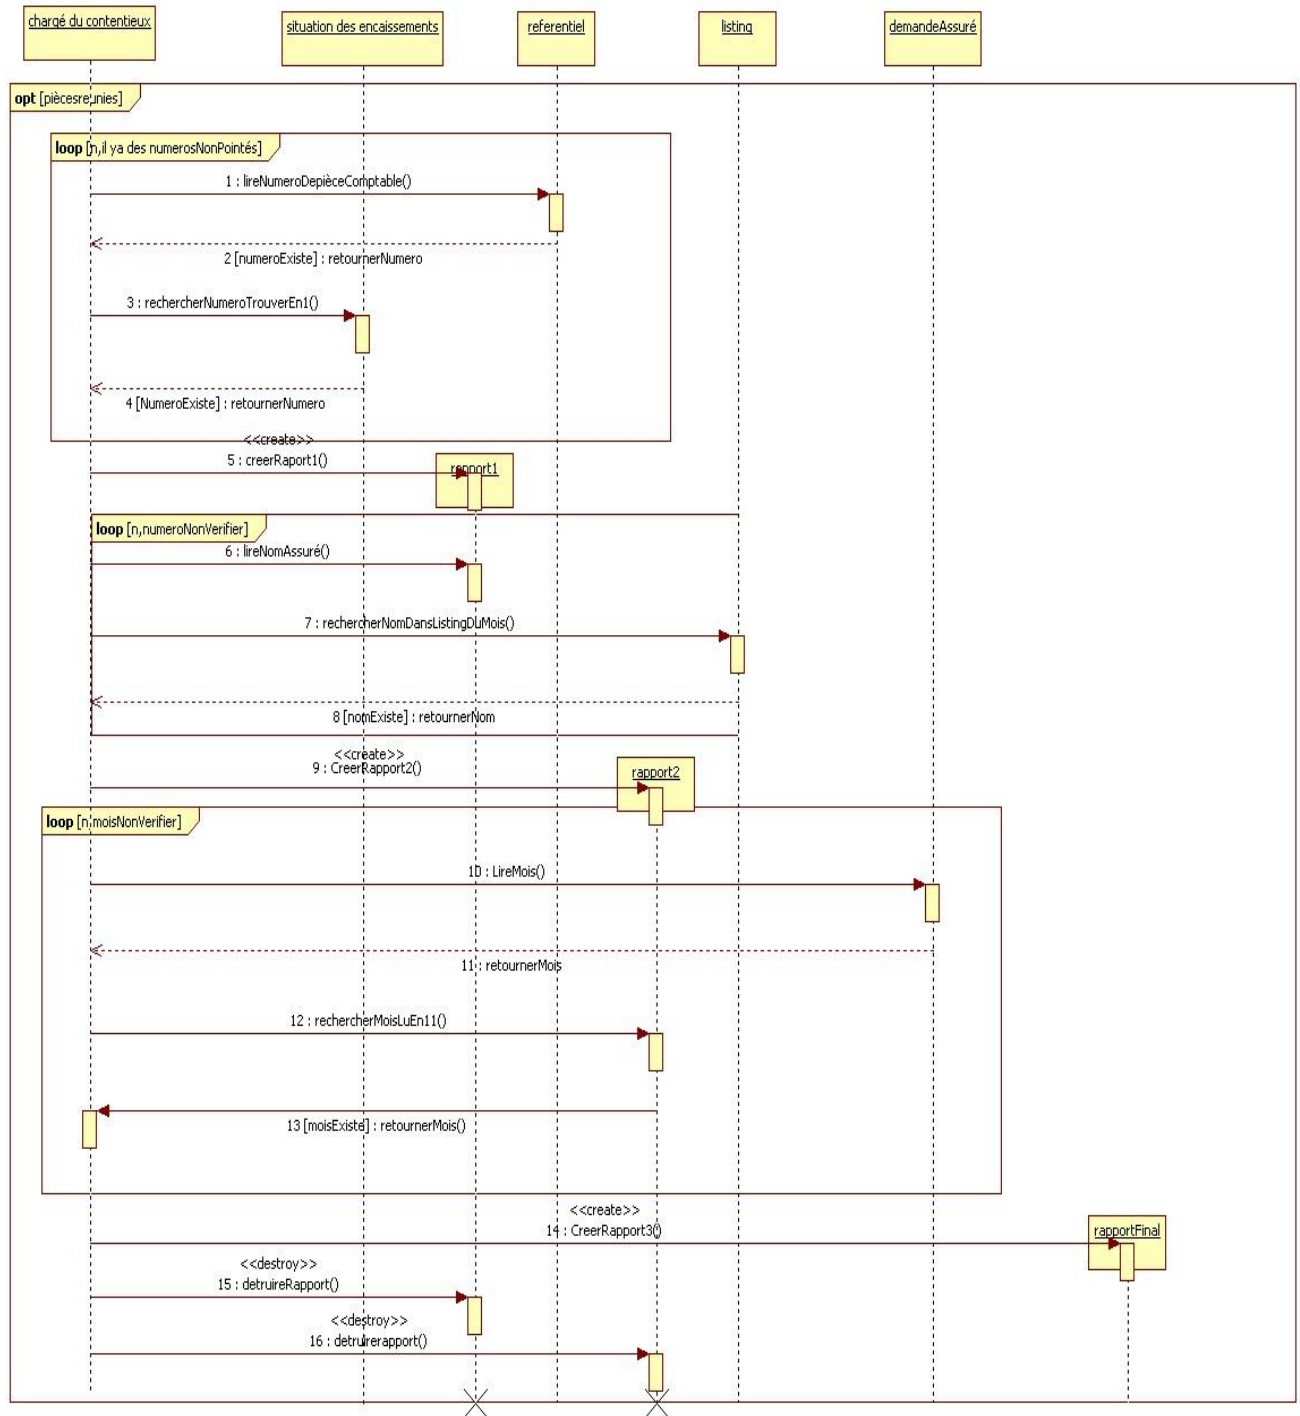 chargé du contentieux
situation des encaissements
referentiel
listing
demandeAssuré
opt [piècesreunies]
loop [n,il ya des numerosNonPointés]
1 : lireNumeroDepièceComptable()
2 [numeroExiste] : retournerNumero
3 : rechercherNumeroTrouverEn1()
4 [NumeroExiste] : retournerNumero
<<create>>
5 : creerRaport1()
rapport1
loop [n,numeroNonVerifier]
6 : lireNomAssuré()
7 : rechercherNomDansListingDuMois()
8 [nomExiste] : retournerNom
<<create>>
9 : CreerRapport2()
rapport2
loop [n,moisNonVerifier]
10 : LireMois()
11 : retournerMois
12 : rechercherMoisLuEn11()
13 [moisExiste] : retournerMois()
<<create>>
14 : CreerRapport3()
rapportFinal
<<destroy>>
15 : detruireRapport()
<<destroy>>
16 : detruirerapport()